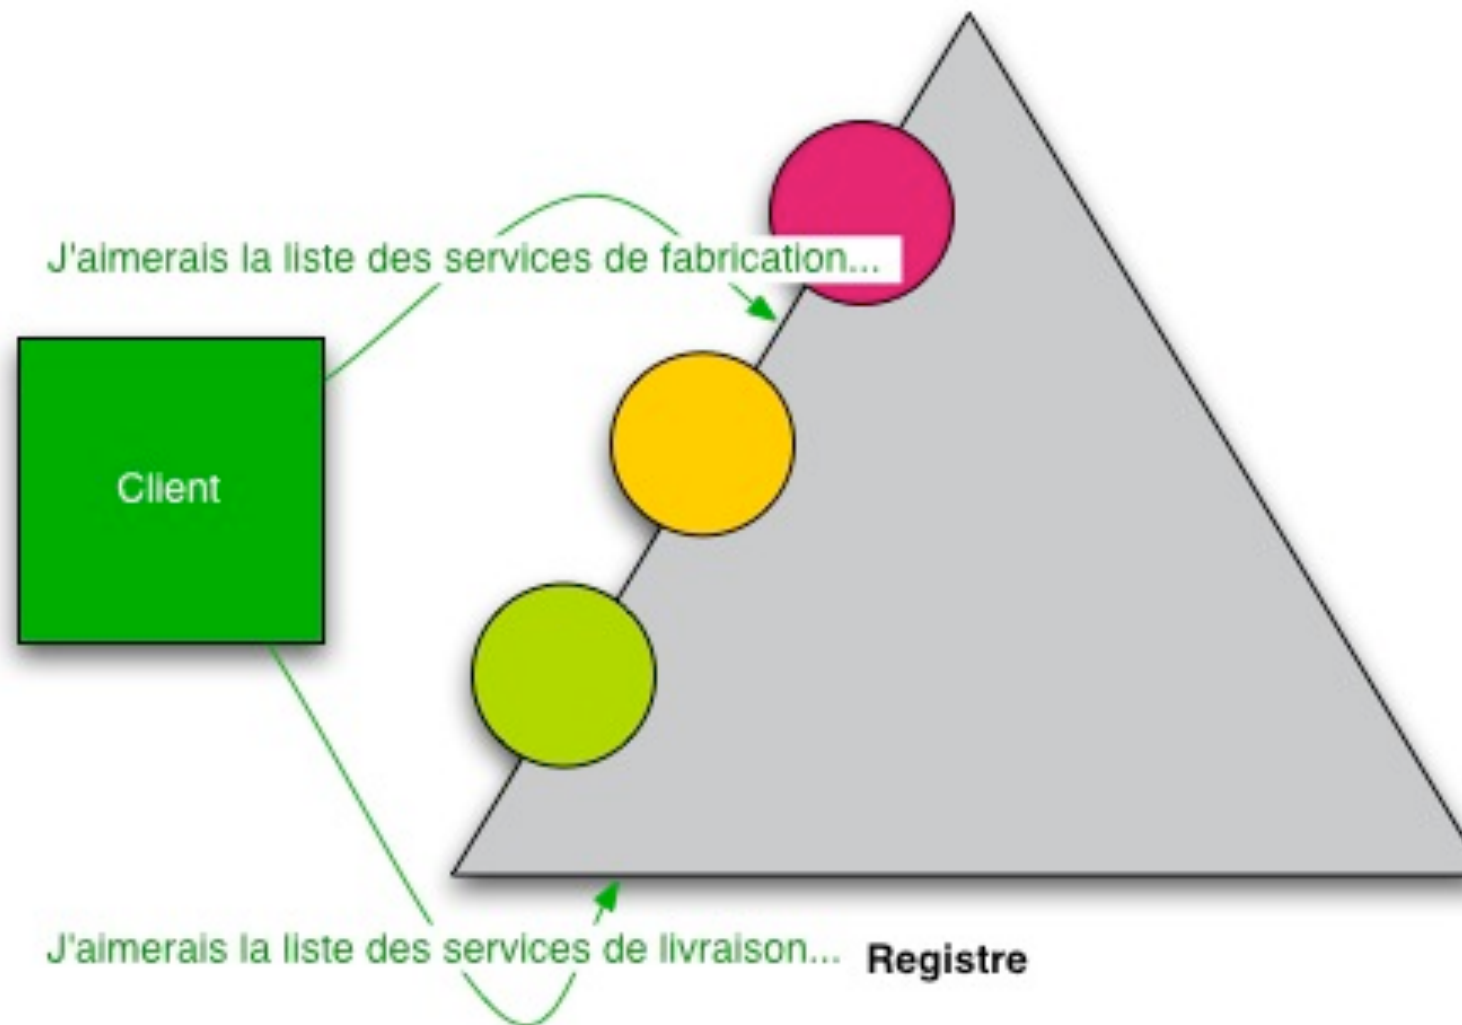 J'aimerais la liste des services de fabrication...
Client
J'aimerais la liste des services de livraison...
Registre